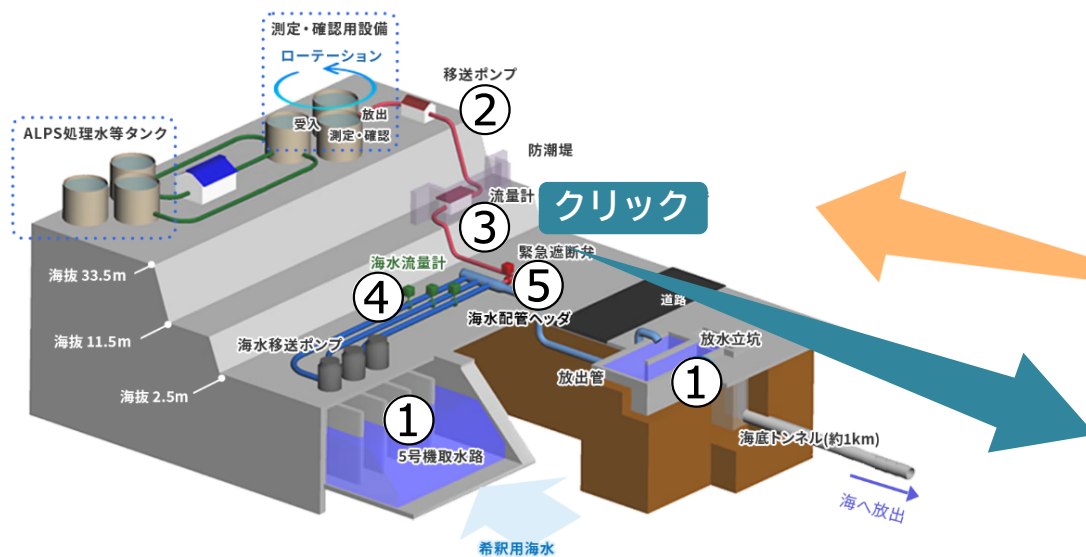 測定・確認用設備
ローテーション
移送ポンプ
②
放出
受入
測定・確認
ALPS処理水等タンク
防潮堤
流量計
クリック
③
緊急遮断弁
海水流量計
④
⑤
海抜 33.5m
道路
海水配管ヘッダ
海抜 11.5m
海水移送ポンプ
放水立坑
放出管
①
海抜 2.5m
①
5号機取水路
海底トンネル(約1km)
海へ放出
希釈用海水